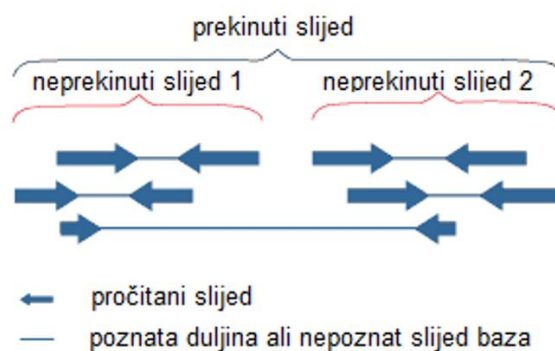 prekinuti slijed
neprekinuti slijed 1
neprekinuti slijed 2
pročitani slijed
poznata duljina ali nepoznat slijed baza